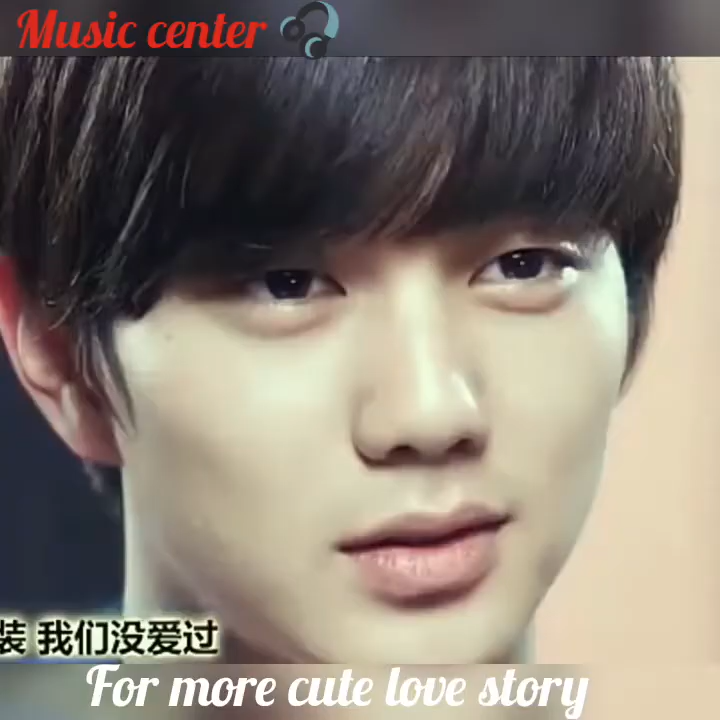 Music center
装 我们没爱过
For more cute love story